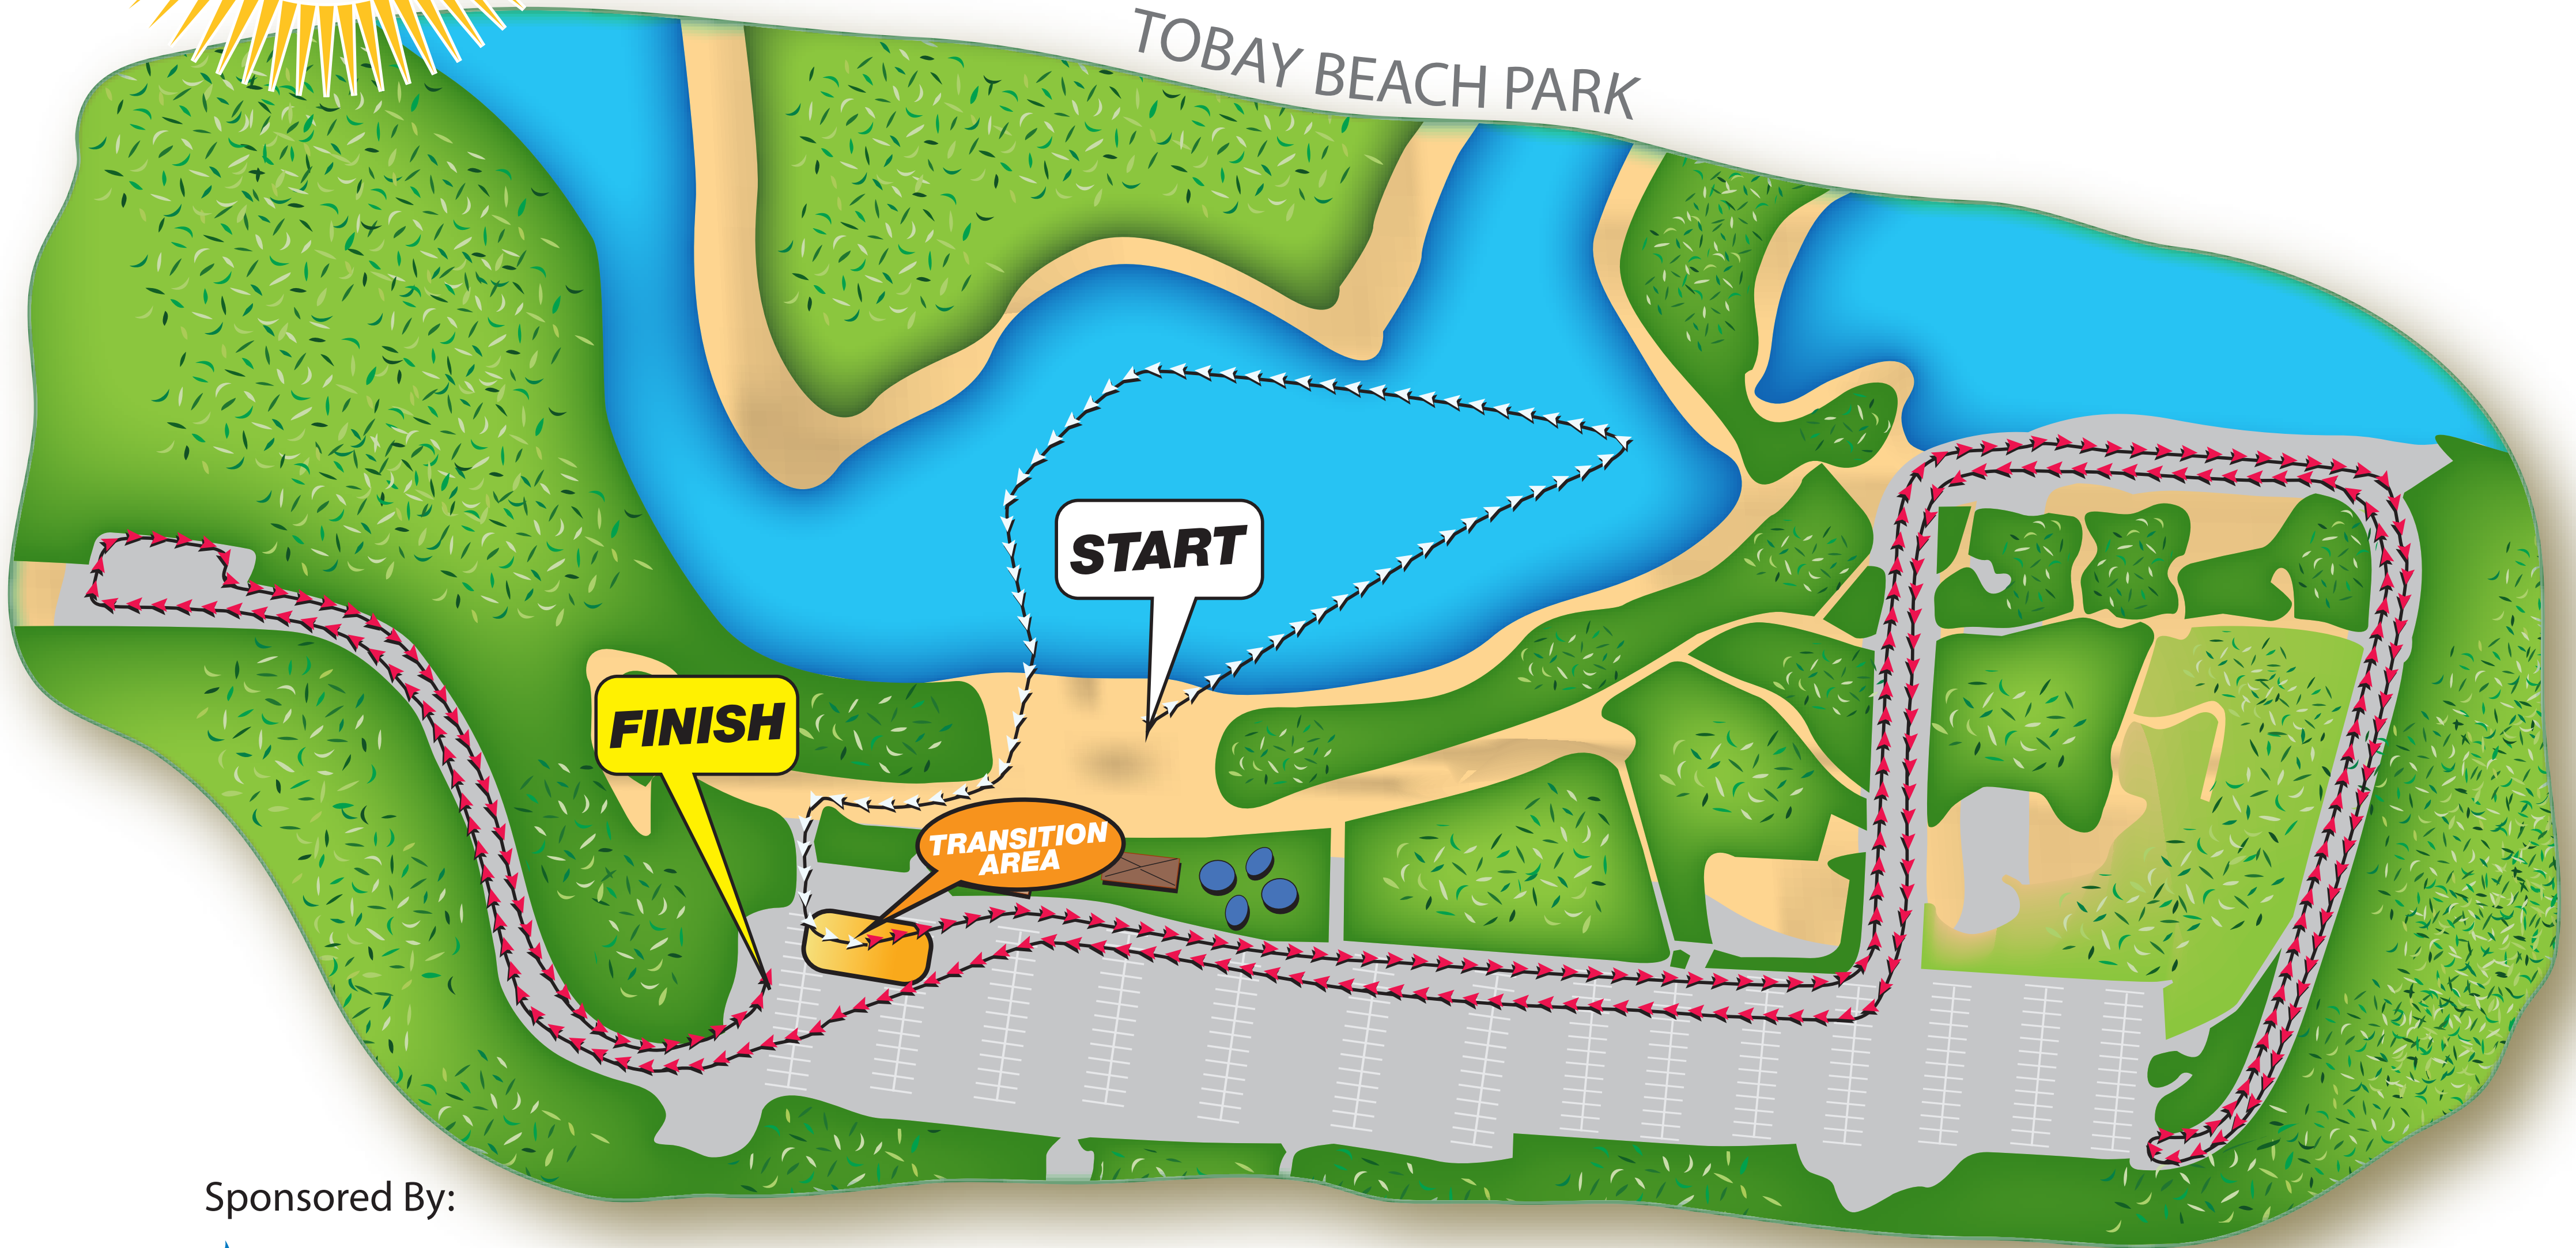 TOBAY BEACH PARK
START
FINISH
TRANSITION
AREA
Sponsored By: